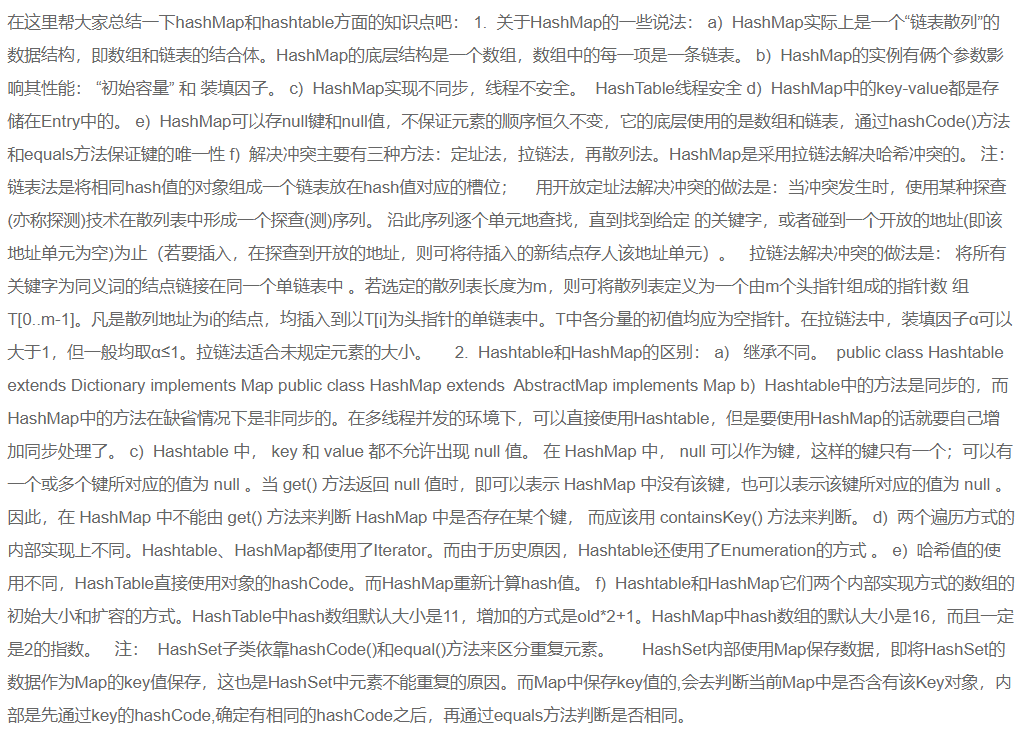 在这里帮大家总结一下hashMap和hashtable方面的知识点吧： 1. 关于HashMap的一些说法： a) HashMap实际上是一个“链表散列”的
数据结构，即数组和链表的结合体。HashMap的底层结构是一个数组，数组中的每一项是一条链表。 b) HashMap的实例有俩个参数影
响其性能： “初始容量” 和 装填因子。 c) HashMap实现不同步，线程不安全。 HashTable线程安全 d) HashMap中的key-value都是存
储在Entry中的。 e) HashMap可以存null键和null值，不保证元素的顺序恒久不变，它的底层使用的是数组和链表，通过hashCode()方法
和equals方法保证键的唯一性 f) 解决冲突主要有三种方法：定址法，拉链法，再散列法。HashMap是采用拉链法解决哈希冲突的。 注：
链表法是将相同hash值的对象组成一个链表放在hash值对应的槽位； 用开放定址法解决冲突的做法是：当冲突发生时，使用某种探查
(亦称探测)技术在散列表中形成一个探查(测)序列。 沿此序列逐个单元地查找，直到找到给定 的关键字，或者碰到一个开放的地址(即该
地址单元为空)为止（若要插入，在探查到开放的地址，则可将待插入的新结点存人该地址单元）。 拉链法解决冲突的做法是： 将所有
关键字为同义词的结点链接在同一个单链表中 。若选定的散列表长度为m，则可将散列表定义为一个由m个头指针组成的指针数 组
T[0..m-1]。凡是散列地址为i的结点，均插入到以T[i]为头指针的单链表中。T中各分量的初值均应为空指针。在拉链法中，装填因子α可以
大于1，但一般均取α≤1。拉链法适合未规定元素的大小。 2. Hashtable和HashMap的区别： a) 继承不同。 public class Hashtable
extends Dictionary implements Map public class HashMap extends AbstractMap implements Map b) Hashtable中的方法是同步的，而
HashMap中的方法在缺省情况下是非同步的。在多线程并发的环境下，可以直接使用Hashtable，但是要使用HashMap的话就要自己增
加同步处理了。 c) Hashtable 中， key 和 value 都不允许出现 null 值。 在 HashMap 中， null 可以作为键，这样的键只有一个；可以有
一个或多个键所对应的值为 null 。当 get() 方法返回 null 值时，即可以表示 HashMap 中没有该键，也可以表示该键所对应的值为 null 。
因此，在 HashMap 中不能由 get() 方法来判断 HashMap 中是否存在某个键， 而应该用 containsKey() 方法来判断。 d) 两个遍历方式的
内部实现上不同。Hashtable、HashMap都使用了Iterator。而由于历史原因，Hashtable还使用了Enumeration的方式 。 e) 哈希值的使
用不同，HashTable直接使用对象的hashCode。而HashMap重新计算hash值。 f) Hashtable和HashMap它们两个内部实现方式的数组的
初始大小和扩容的方式。HashTable中hash数组默认大小是11，增加的方式是old*2+1。HashMap中hash数组的默认大小是16，而且一定
是2的指数。 注： HashSet子类依靠hashCode()和equal()方法来区分重复元素。 HashSet内部使用Map保存数据，即将HashSet的
数据作为Map的key值保存，这也是HashSet中元素不能重复的原因。而Map中保存key值的,会去判断当前Map中是否含有该Key对象，内
部是先通过key的hashCode,确定有相同的hashCode之后，再通过equals方法判断是否相同。